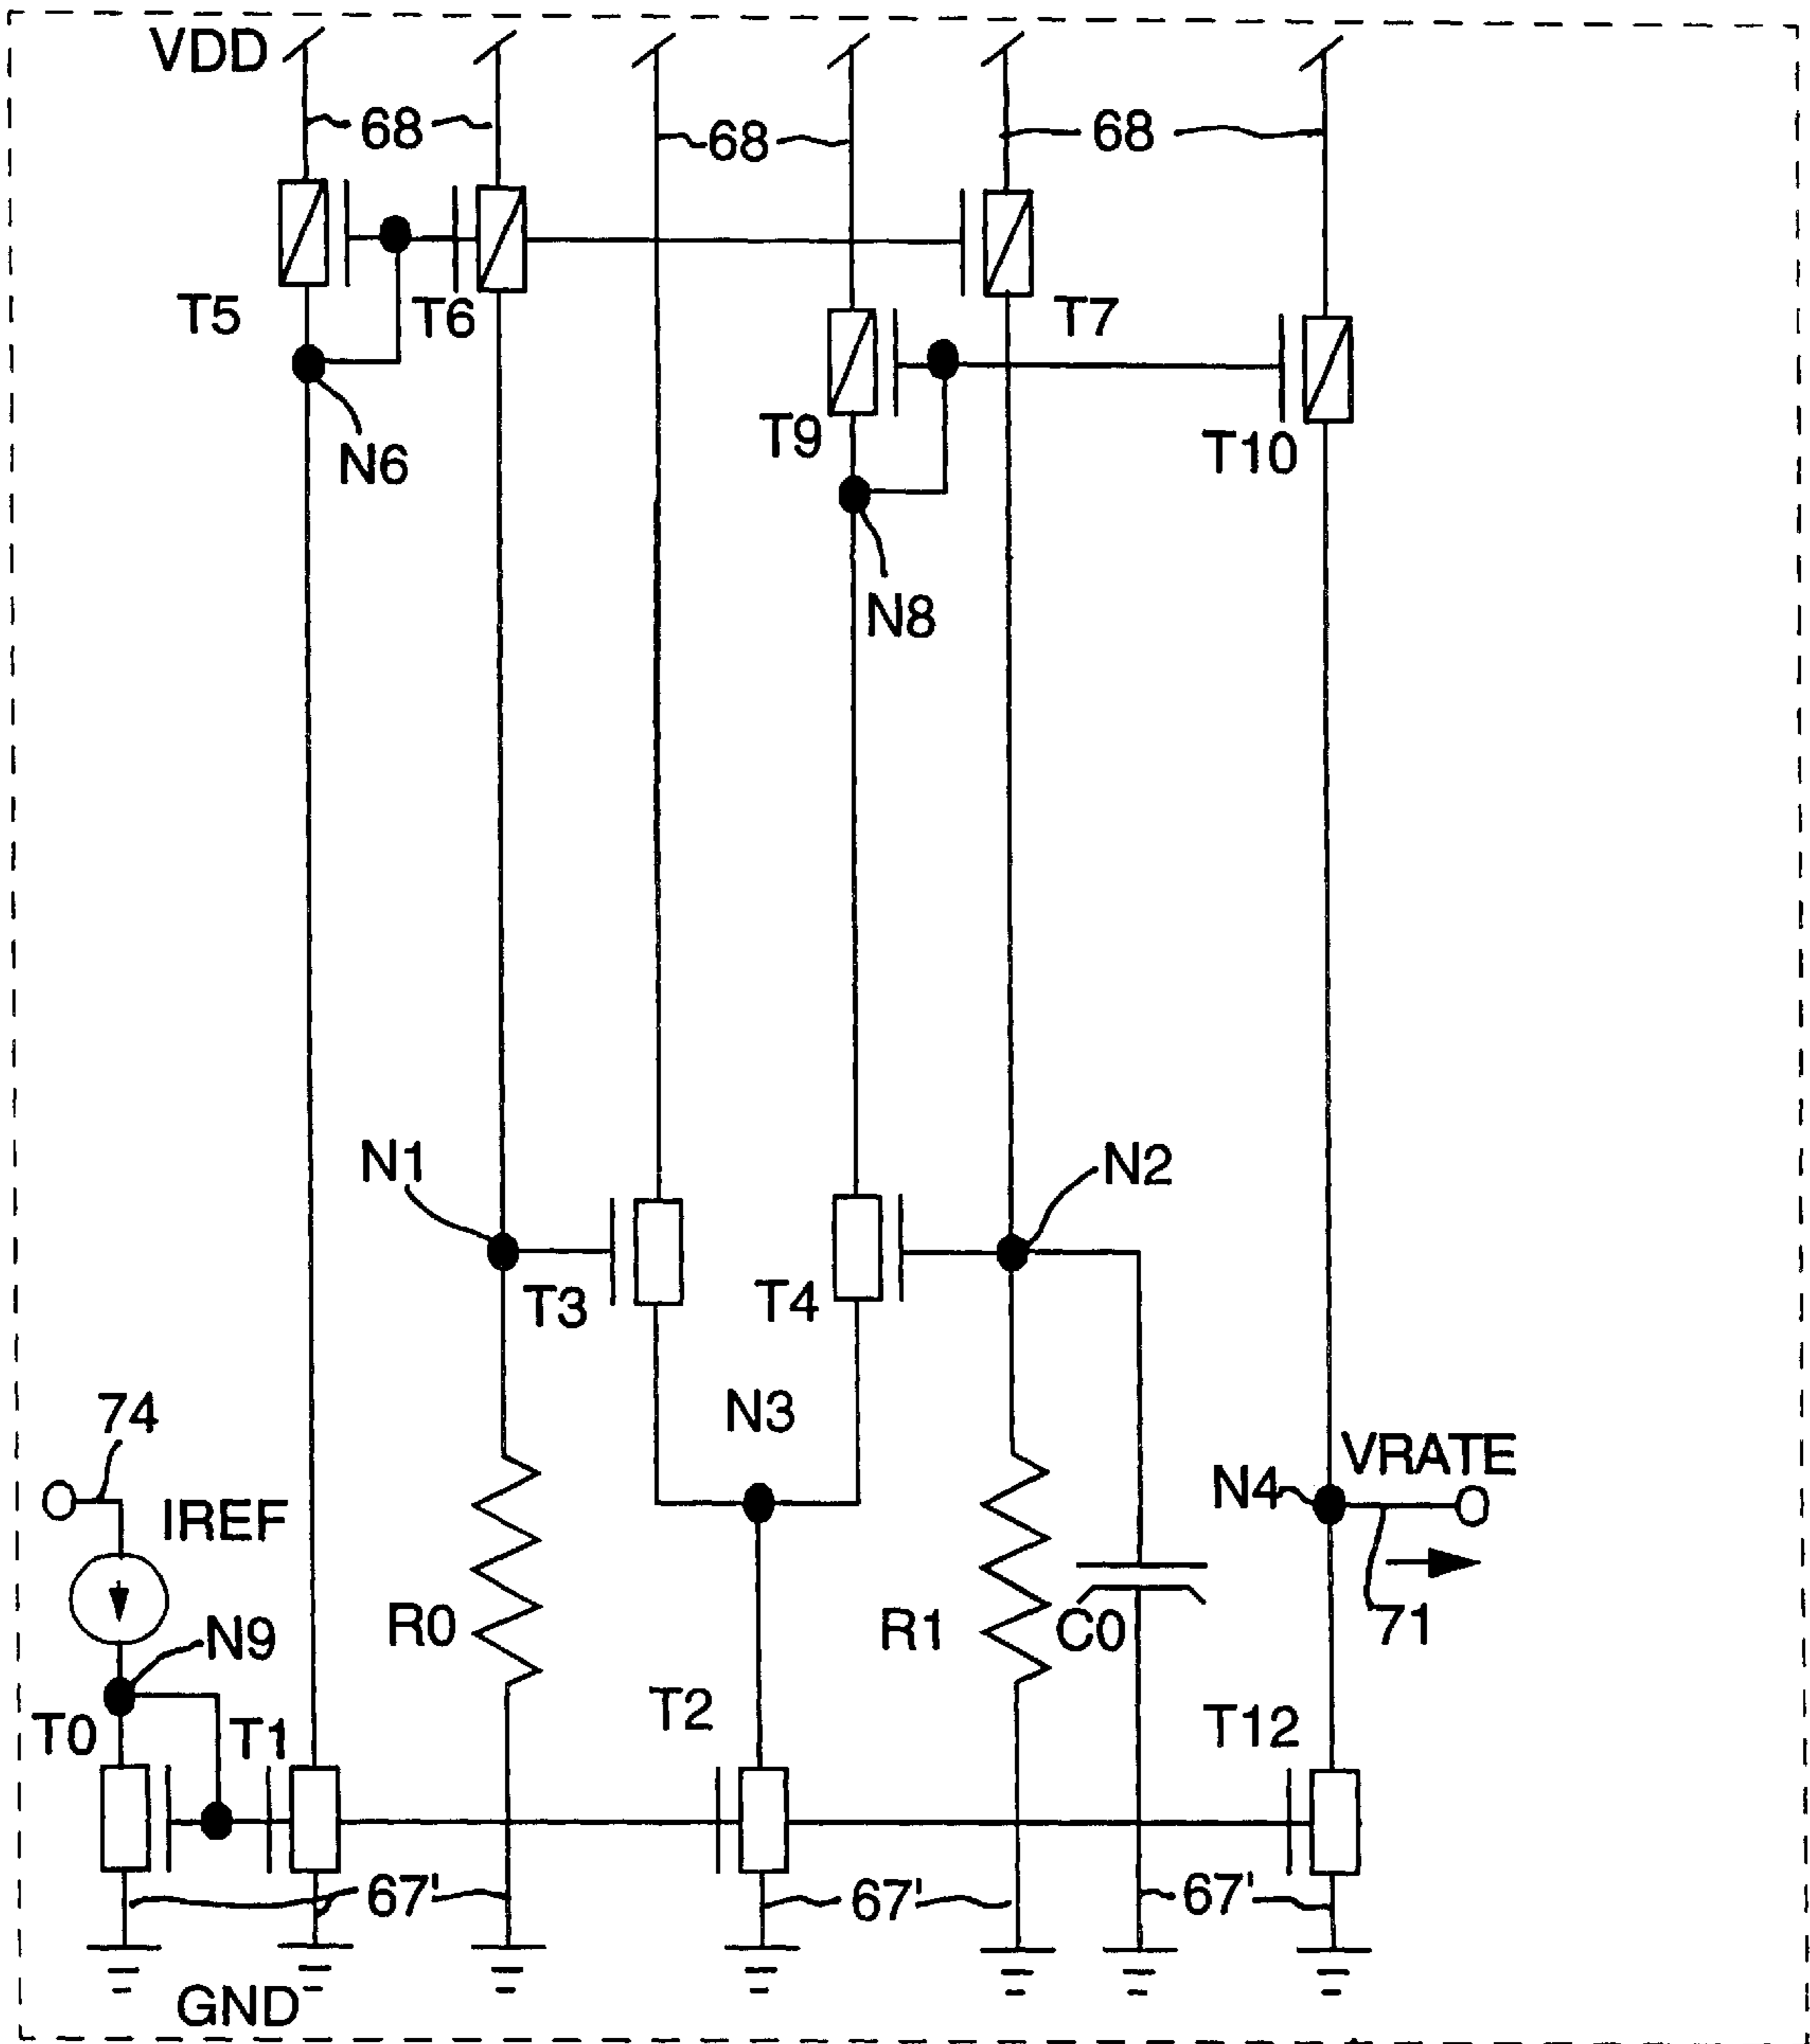 VDD
68
68
68
T5
T6
T7
N6
T9
T10
N8
N1
N2
T3
T4
N3
74
IREF
VRATE
N4
N9
R0
R1
C0
71
T0
T1
T2
T12
67'
67'
67'
GND